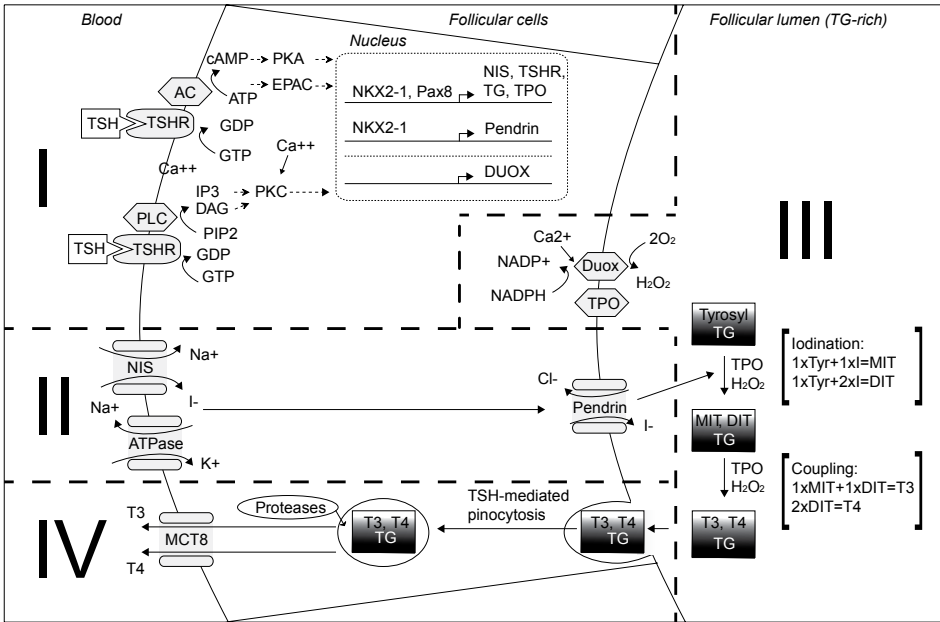 Blood
Follicular cells
Follicular lumen (TG-rich)
I
Nucleus
cAMP
PKA
EPAC
AC
ATP
TSH
TSHR
GDP
GTP
NKX2-1, Pax8
NIS, TSHR,
TG, TPO
NKX2-1
Pendrin
DUOX
Ca++
Ca++
IP3
DAG
PKC
PLC
PIP2
TSH
TSHR
GDP
GTP
Ca2+
2O₂
NADP+
Duox
NADPH
H₂O₂
TPO
III
Tyrosyl
TG
TPO
H₂O₂
Iodination:
1xTyr+1xI=MIT
1xTyr+2xI=DIT
MIT, DIT
TG
TPO
H₂O₂
Coupling:
1xMIT+1xDIT=T3
2xDIT=T4
T3, T4
TG
II
Na+
NIS
I-
Na+
ATPase
K+
Cl-
Pendrin
I-
IV
T3
MCT8
T4
Proteases
T3, T4
TG
TSH-mediated
pinocytosis
T3, T4
TG